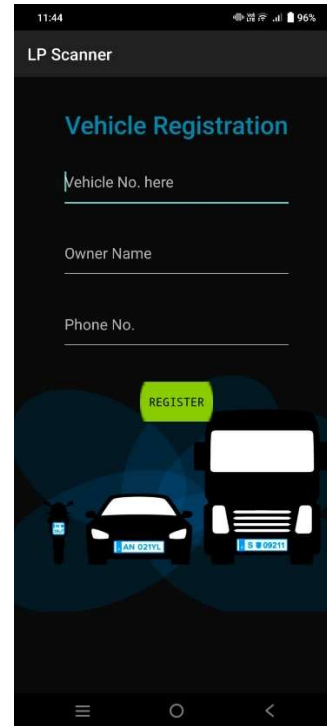 11:44 96%
LP Scanner
Vehicle Registration
Vehicle No. here
Owner Name
Phone No.
REGISTER
AN 021YL
S 09211